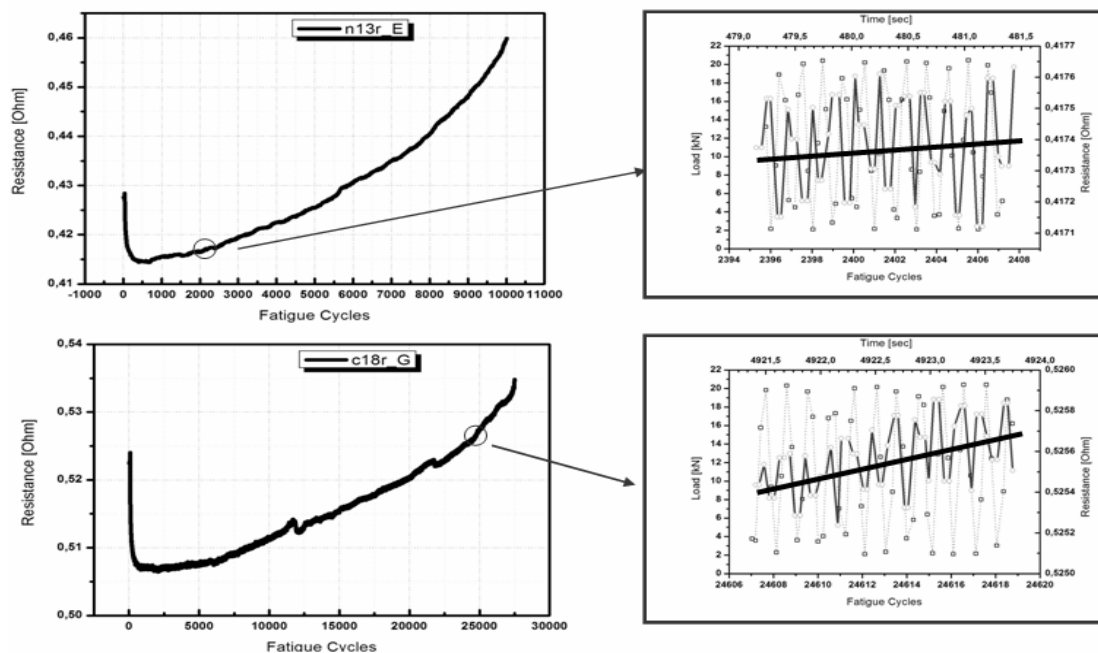 n13r_E
0,46
0,45
0,44
0,43
0,42
0,41
Resistance [Ohm]
-1000 0 1000 2000 3000 4000 5000 6000 7000 8000 9000 10000 11000
Fatigue Cycles
Time [sec]
479,0 479,5 480,0 480,5 481,0 481,5
22
20
18
16
14
12
10
8
6
4
2
0
Load [kN]
0,4177
0,4176
0,4175
0,4174
0,4173
0,4172
0,4171
Resistance [Ohm]
2394 2396 2398 2400 2402 2404 2406 2408
Fatigue Cycles
c18r_G
0,54
0,53
0,52
0,51
0,50
Resistance [Ohm]
0 5000 10000 15000 20000 25000 30000
Fatigue Cycles
Time [sec]
4921,5 4922,0 4922,5 4923,0 4923,5 4924,0
22
20
18
16
14
12
10
8
6
4
2
0
Load [kN]
0,5260
0,5258
0,5256
0,5254
0,5252
0,5250
Resistance [Ohm]
24606 24608 24610 24612 24614 24616 24618 24620
Fatigue Cycles